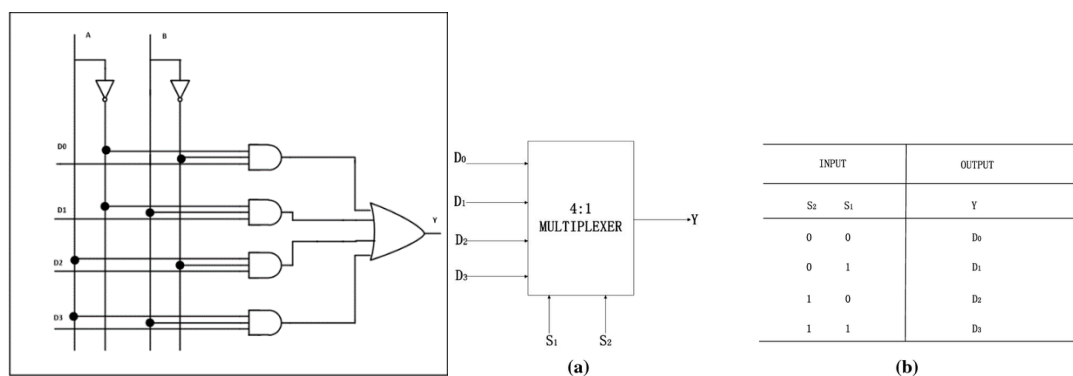 A B
D0
D1
D2
D3
Y
D₀
D₁
D₂
D₃
4:1
MULTIPLEXER
Y
S₁ S₂
(a)
INPUT OUTPUT
S₂ S₁ Y
0 0 D₀
0 1 D₁
1 0 D₂
1 1 D₃
(b)